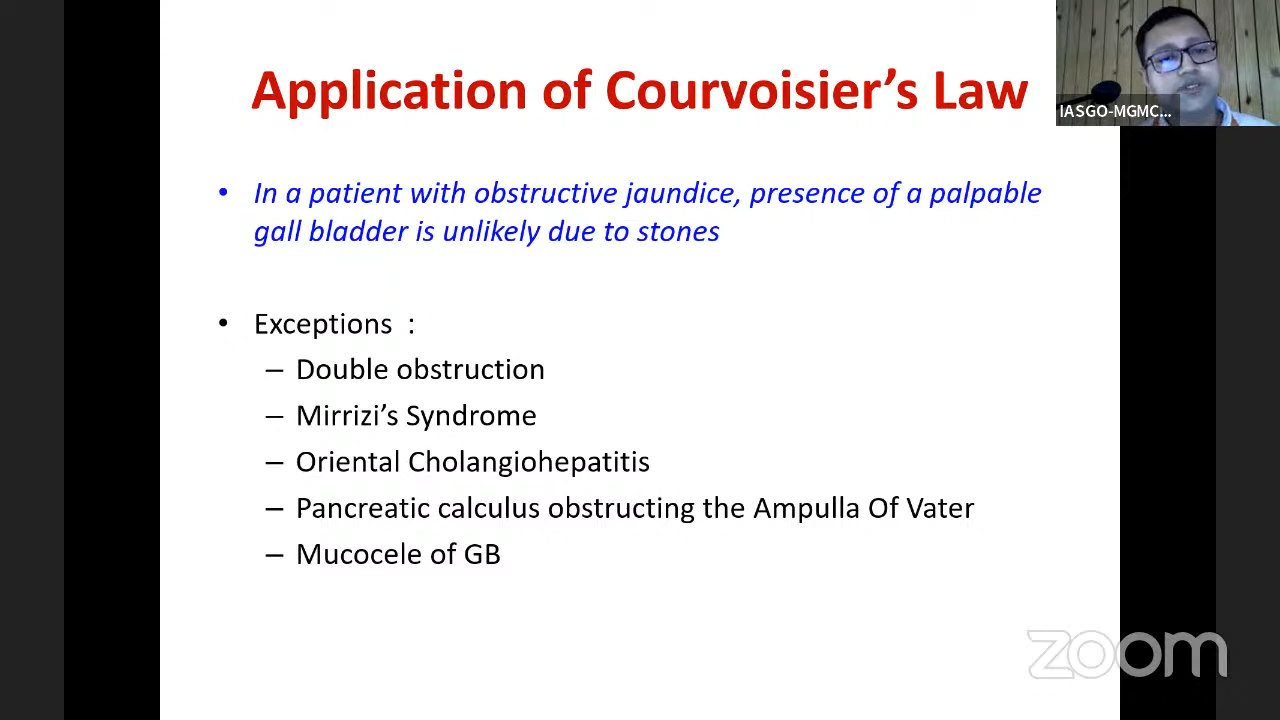 Application of Courvoisier's Law
IASGO-MGMC...
• In a patient with obstructive jaundice, presence of a palpable
gall bladder is unlikely due to stones
• Exceptions :
– Double obstruction
– Mirrizi's Syndrome
– Oriental Cholangiohepatitis
– Pancreatic calculus obstructing the Ampulla Of Vater
– Mucocele of GB
zoom